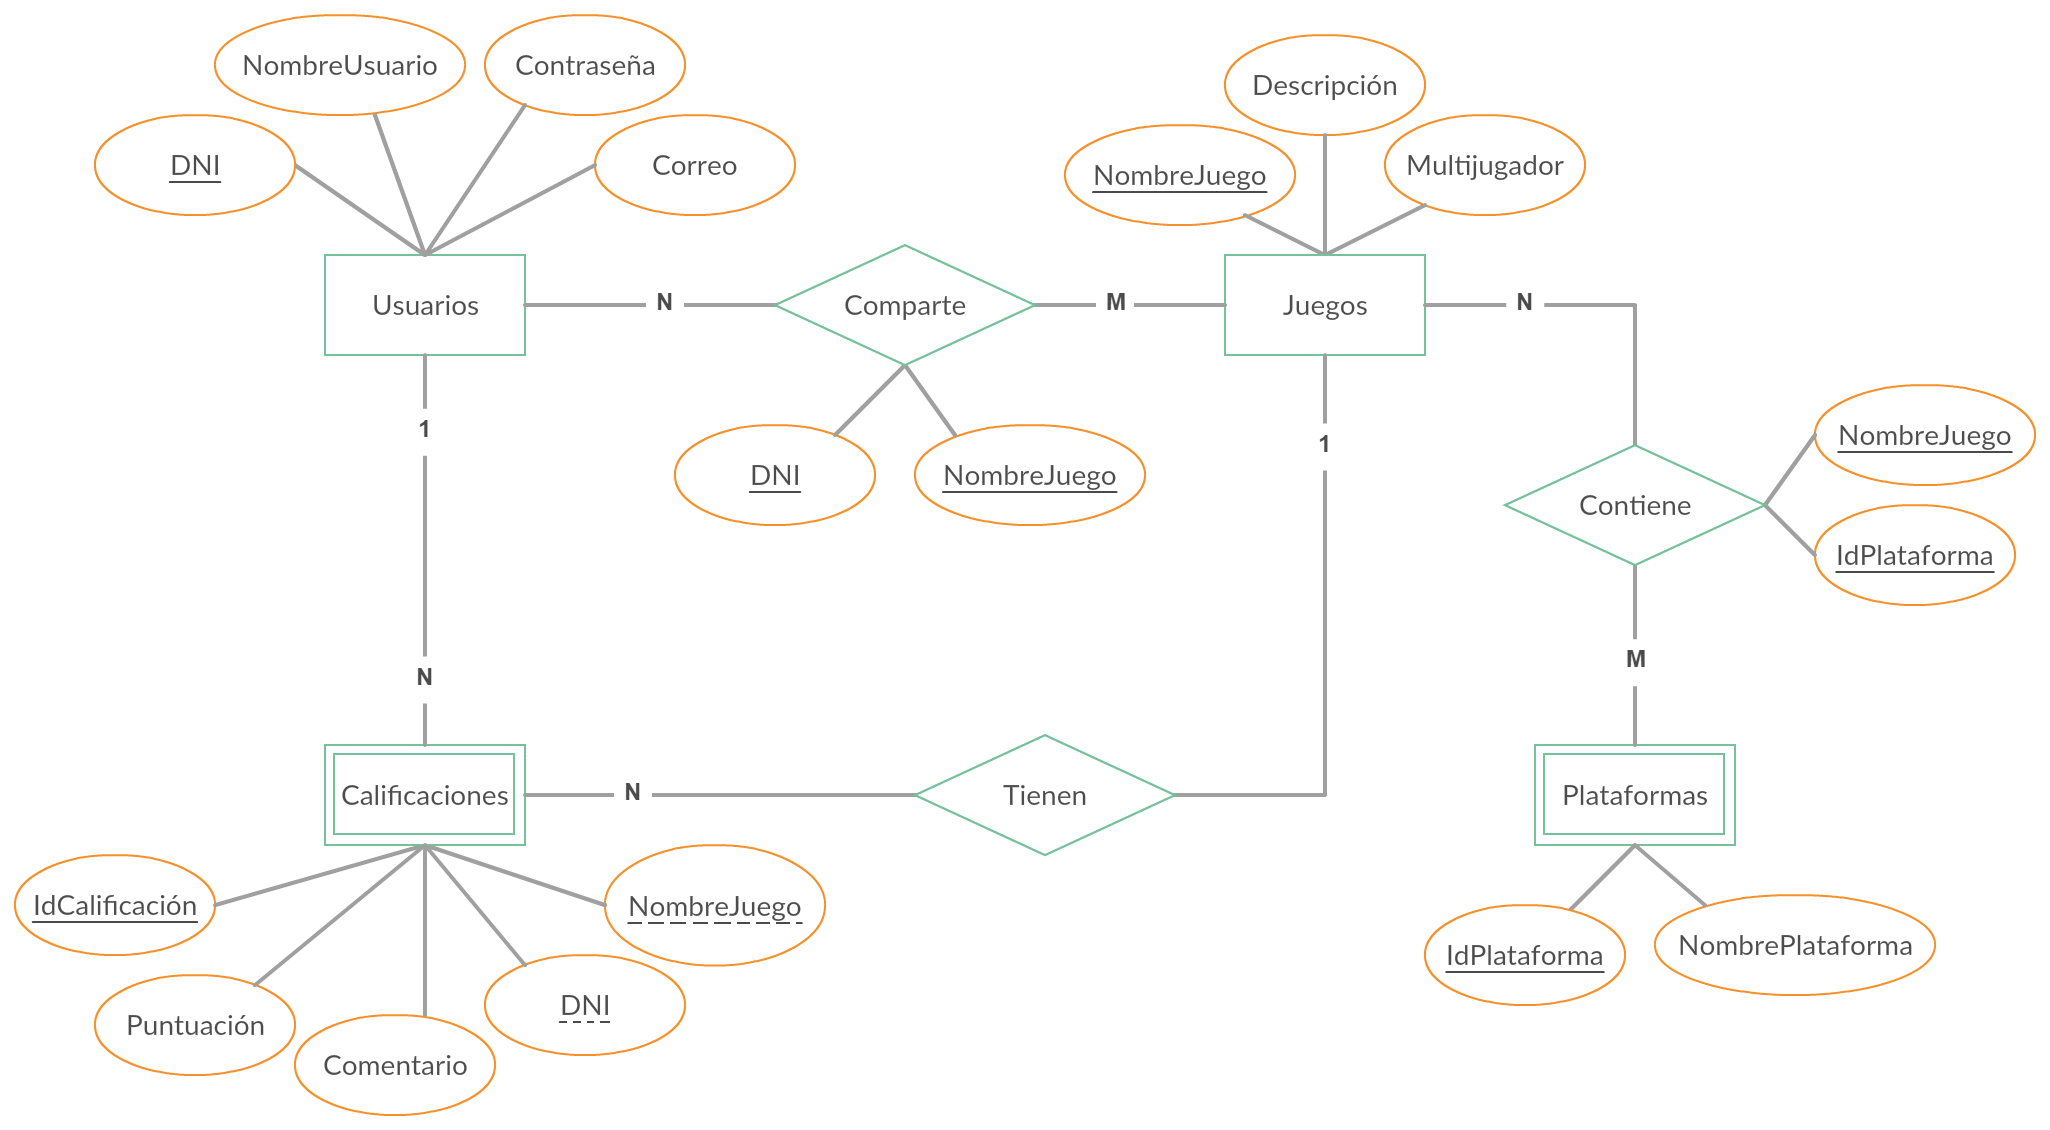 NombreUsuario
Contraseña
DNI
Correo
Descripción
NombreJuego
Multijugador
Usuarios
N
Comparte
M
Juegos
N
1
1
DNI
NombreJuego
NombreJuego
Contiene
IdPlataforma
N
M
Calificaciones
N
Tienen
Plataformas
IdCalificación
NombreJuego
Puntuación
Comentario
DNI
IdPlataforma
NombrePlataforma